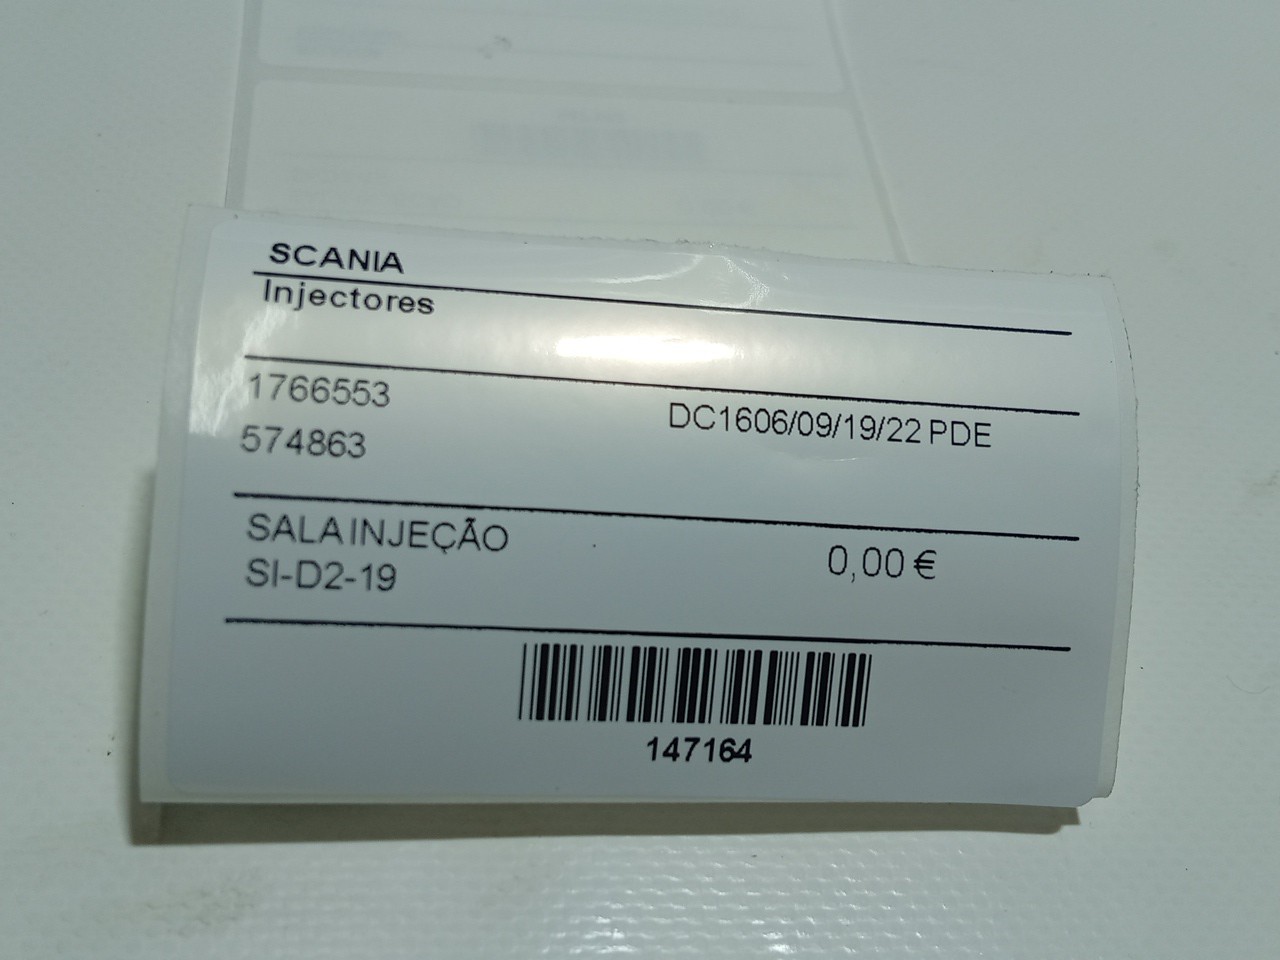 SCANIA
Injectores
1766553
DC1606/09/19/22 PDE
574863
SALA INJEÇÃO
0,00 €
SI-D2-19
147164